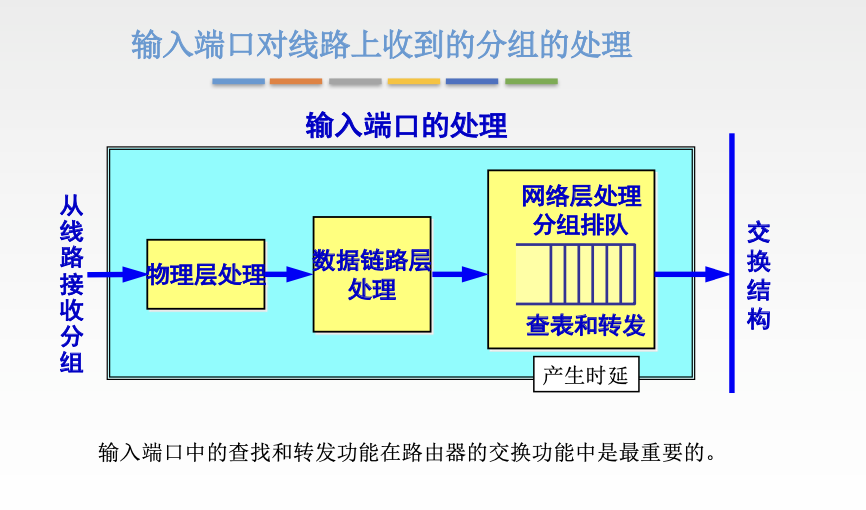 输入端口对线路上收到的分组的处理
输入端口的处理
从线路接收分组
物理层处理
数据链路层
处理
网络层处理
分组排队
查表和转发
交换结构
产生时延
输入端口中的查找和转发功能在路由器的交换功能中是最重要的。